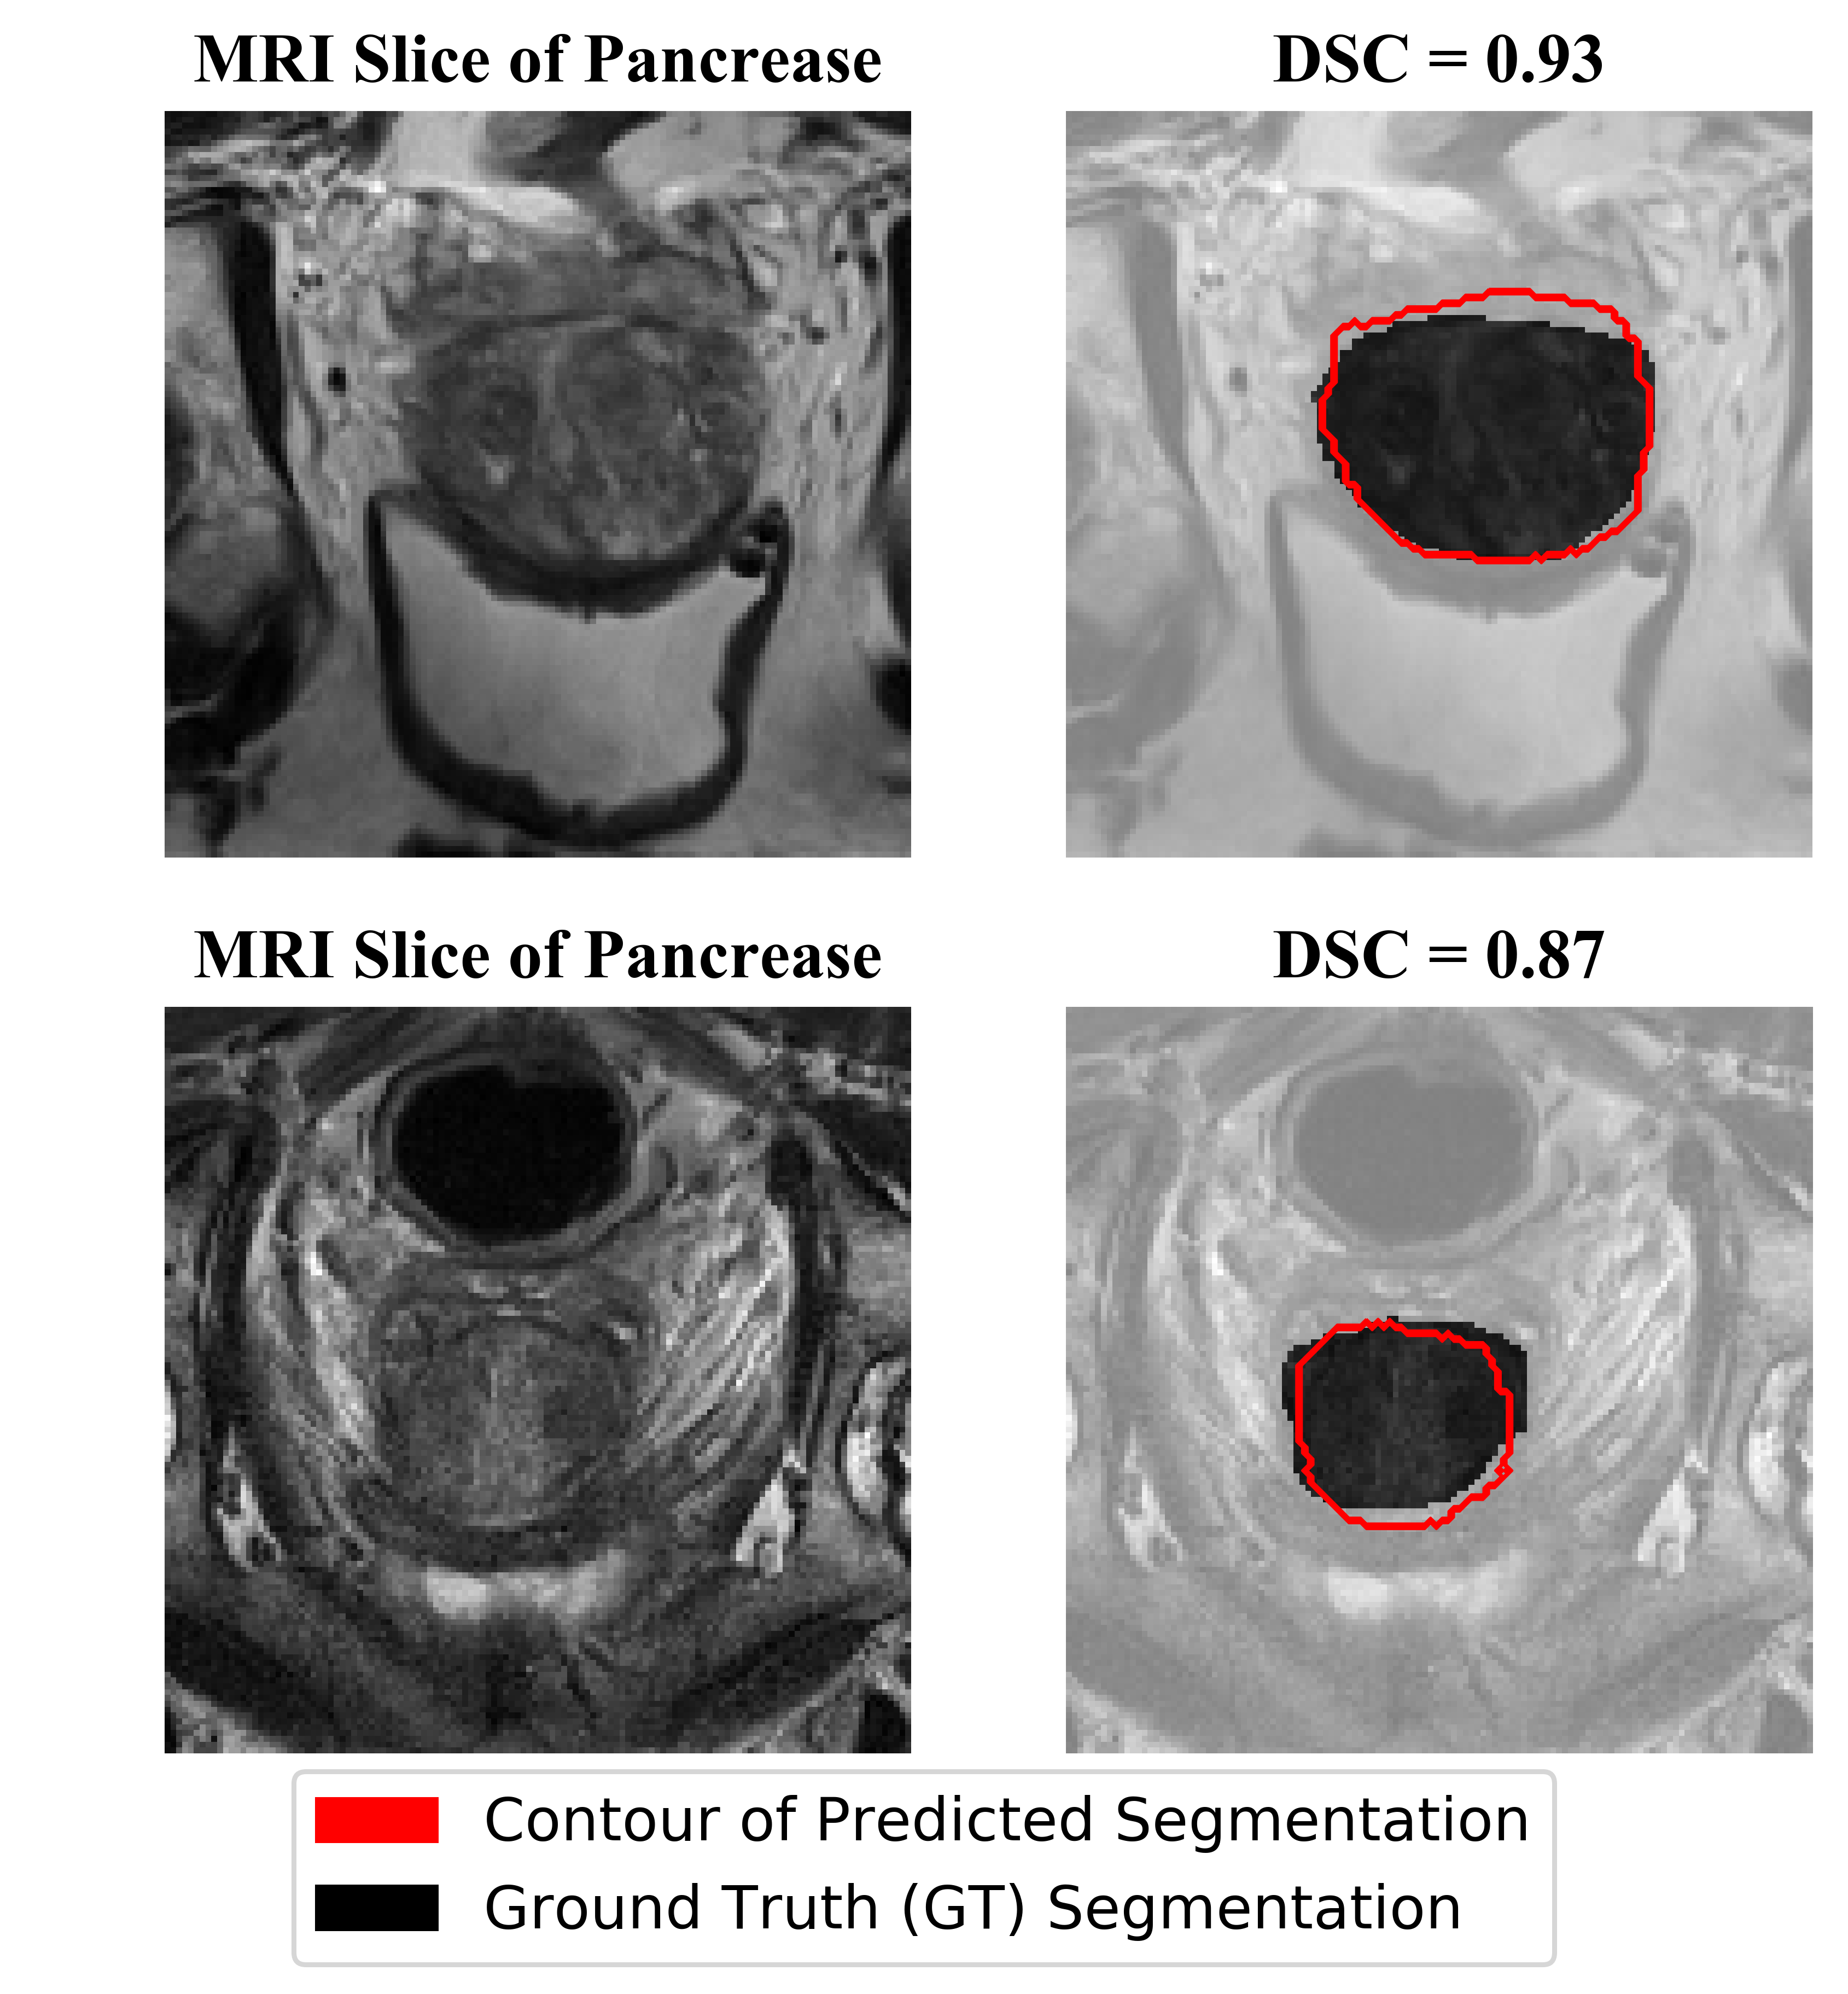 MRI Slice of Pancrease
DSC = 0.93
MRI Slice of Pancrease
DSC = 0.87
Contour of Predicted Segmentation
Ground Truth (GT) Segmentation